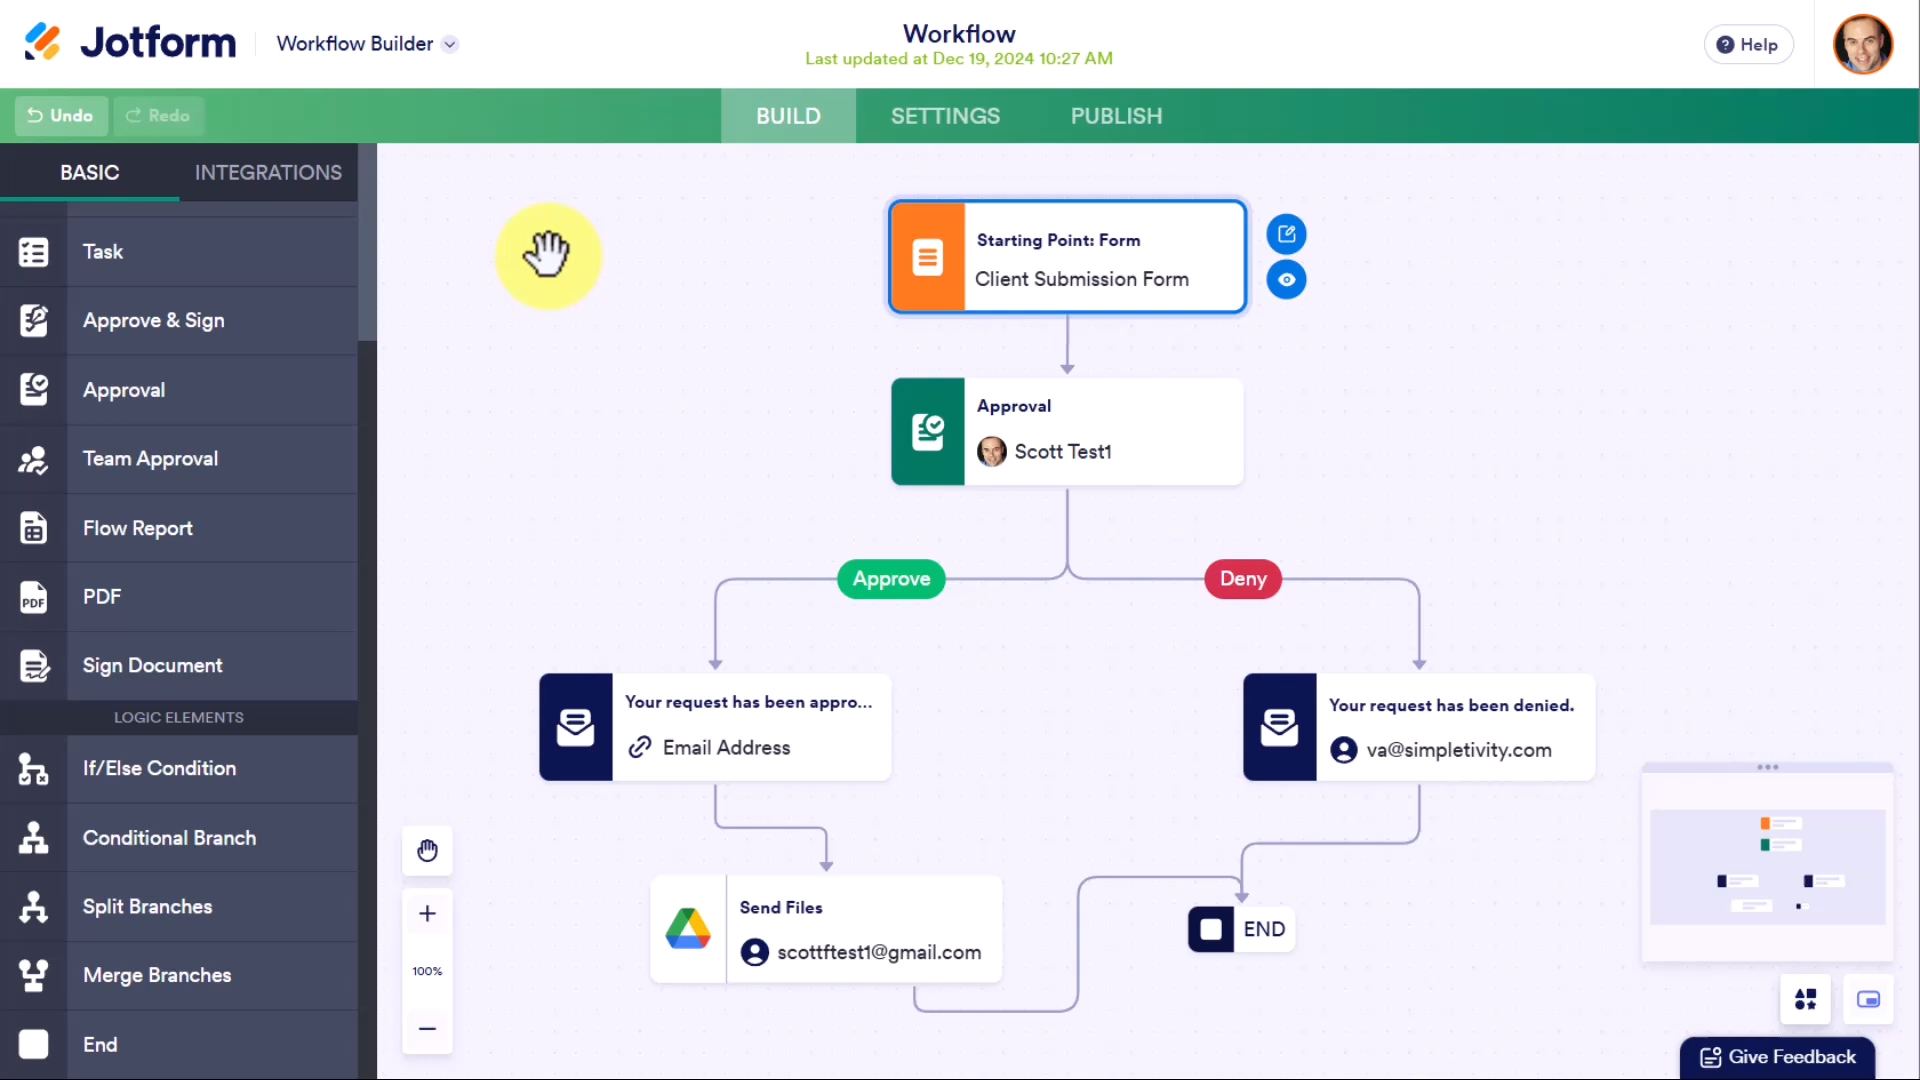 Jotform
Workflow Builder
Workflow
Last updated at Dec 19, 2024 10:27 AM
Help
Undo
Redo
BUILD
SETTINGS
PUBLISH
BASIC
INTEGRATIONS
Task
Approve & Sign
Approval
Team Approval
Flow Report
PDF
PDF
Sign Document
LOGIC ELEMENTS
If/Else Condition
Conditional Branch
Split Branches
Merge Branches
End
Starting Point: Form
Client Submission Form
Approval
Scott Test1
Approve
Deny
Your request has been appro...
Email Address
Your request has been denied.
va@simpletivity.com
Send Files
scottftest1@gmail.com
END
100%
Give Feedback